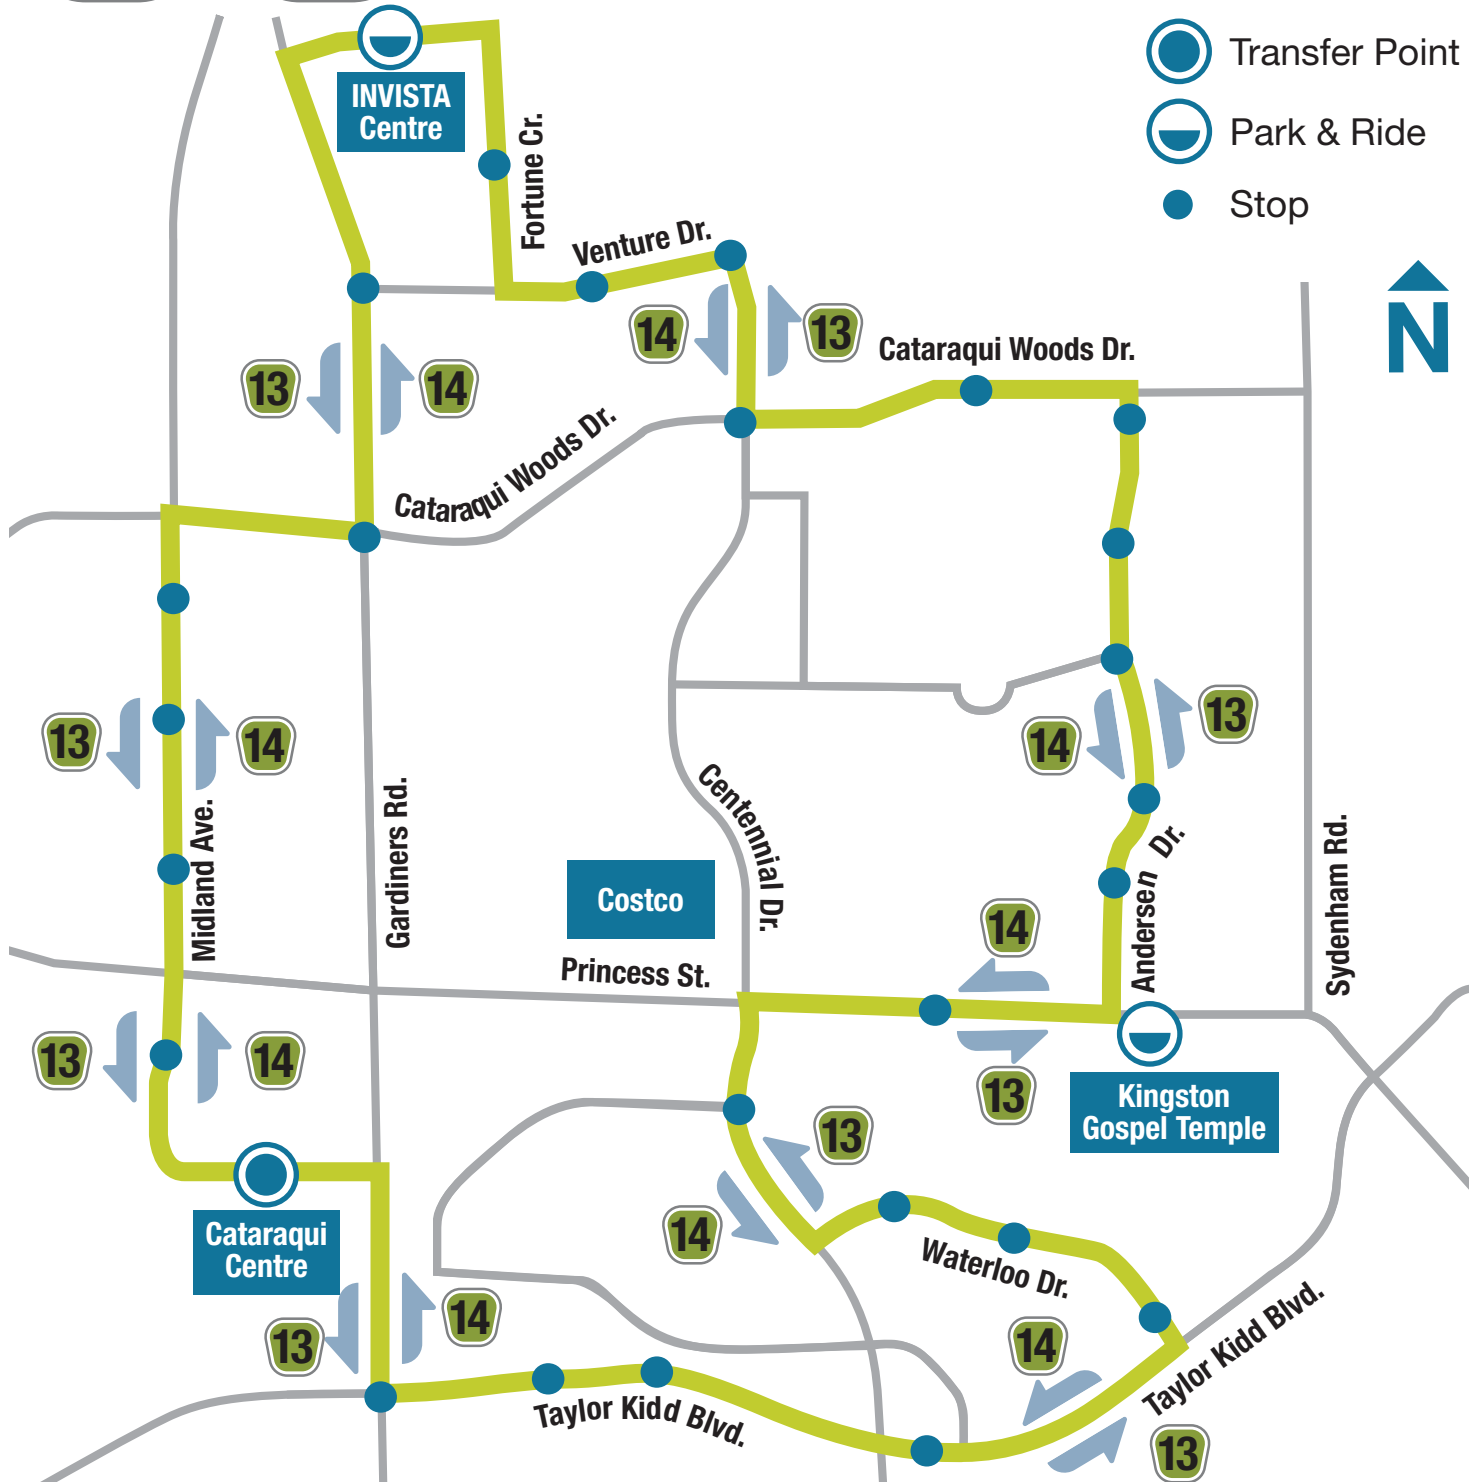 Transfer Point
Park & Ride
Stop
N
INVISTA
Centre
Fortune Cr.
Venture Dr.
14
13
Cataraqui Woods Dr.
13
14
Cataraqui Woods Dr.
13
14
14
13
Midland Ave.
Gardiners Rd.
Centennial Dr.
Andersen Dr.
Sydenham Rd.
Costco
Princess St.
14
13
13
14
Kingston
Gospel Temple
13
14
Cataraqui
Centre
Waterloo Dr.
13
14
14
Taylor Kidd Blvd.
Taylor Kidd Blvd.
13